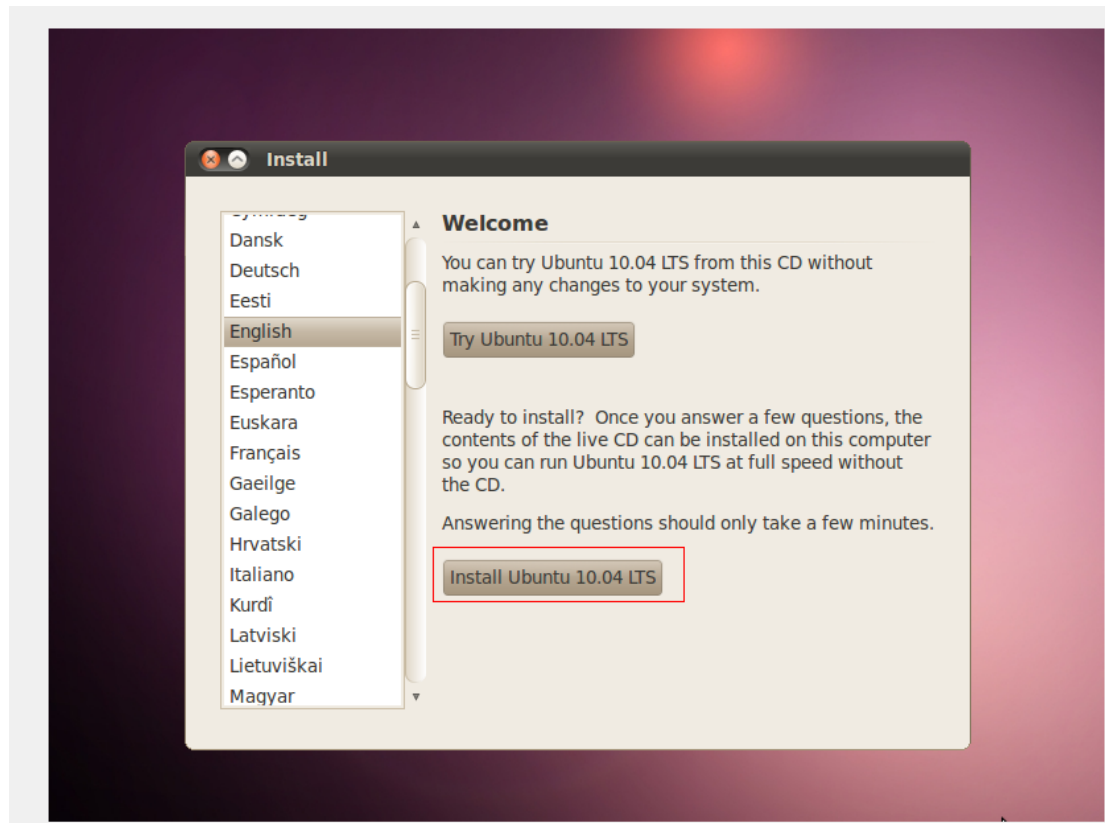 Install
Dansk
Deutsch
Eesti
English
Español
Esperanto
Euskara
Français
Gaeilge
Galego
Hrvatski
Italiano
Kurdî
Latviski
Lietuviškai
Magyar
Welcome
You can try Ubuntu 10.04 LTS from this CD without
making any changes to your system.
Try Ubuntu 10.04 LTS
Ready to install?  Once you answer a few questions, the
contents of the live CD can be installed on this computer
so you can run Ubuntu 10.04 LTS at full speed without
the CD.
Answering the questions should only take a few minutes.
Install Ubuntu 10.04 LTS